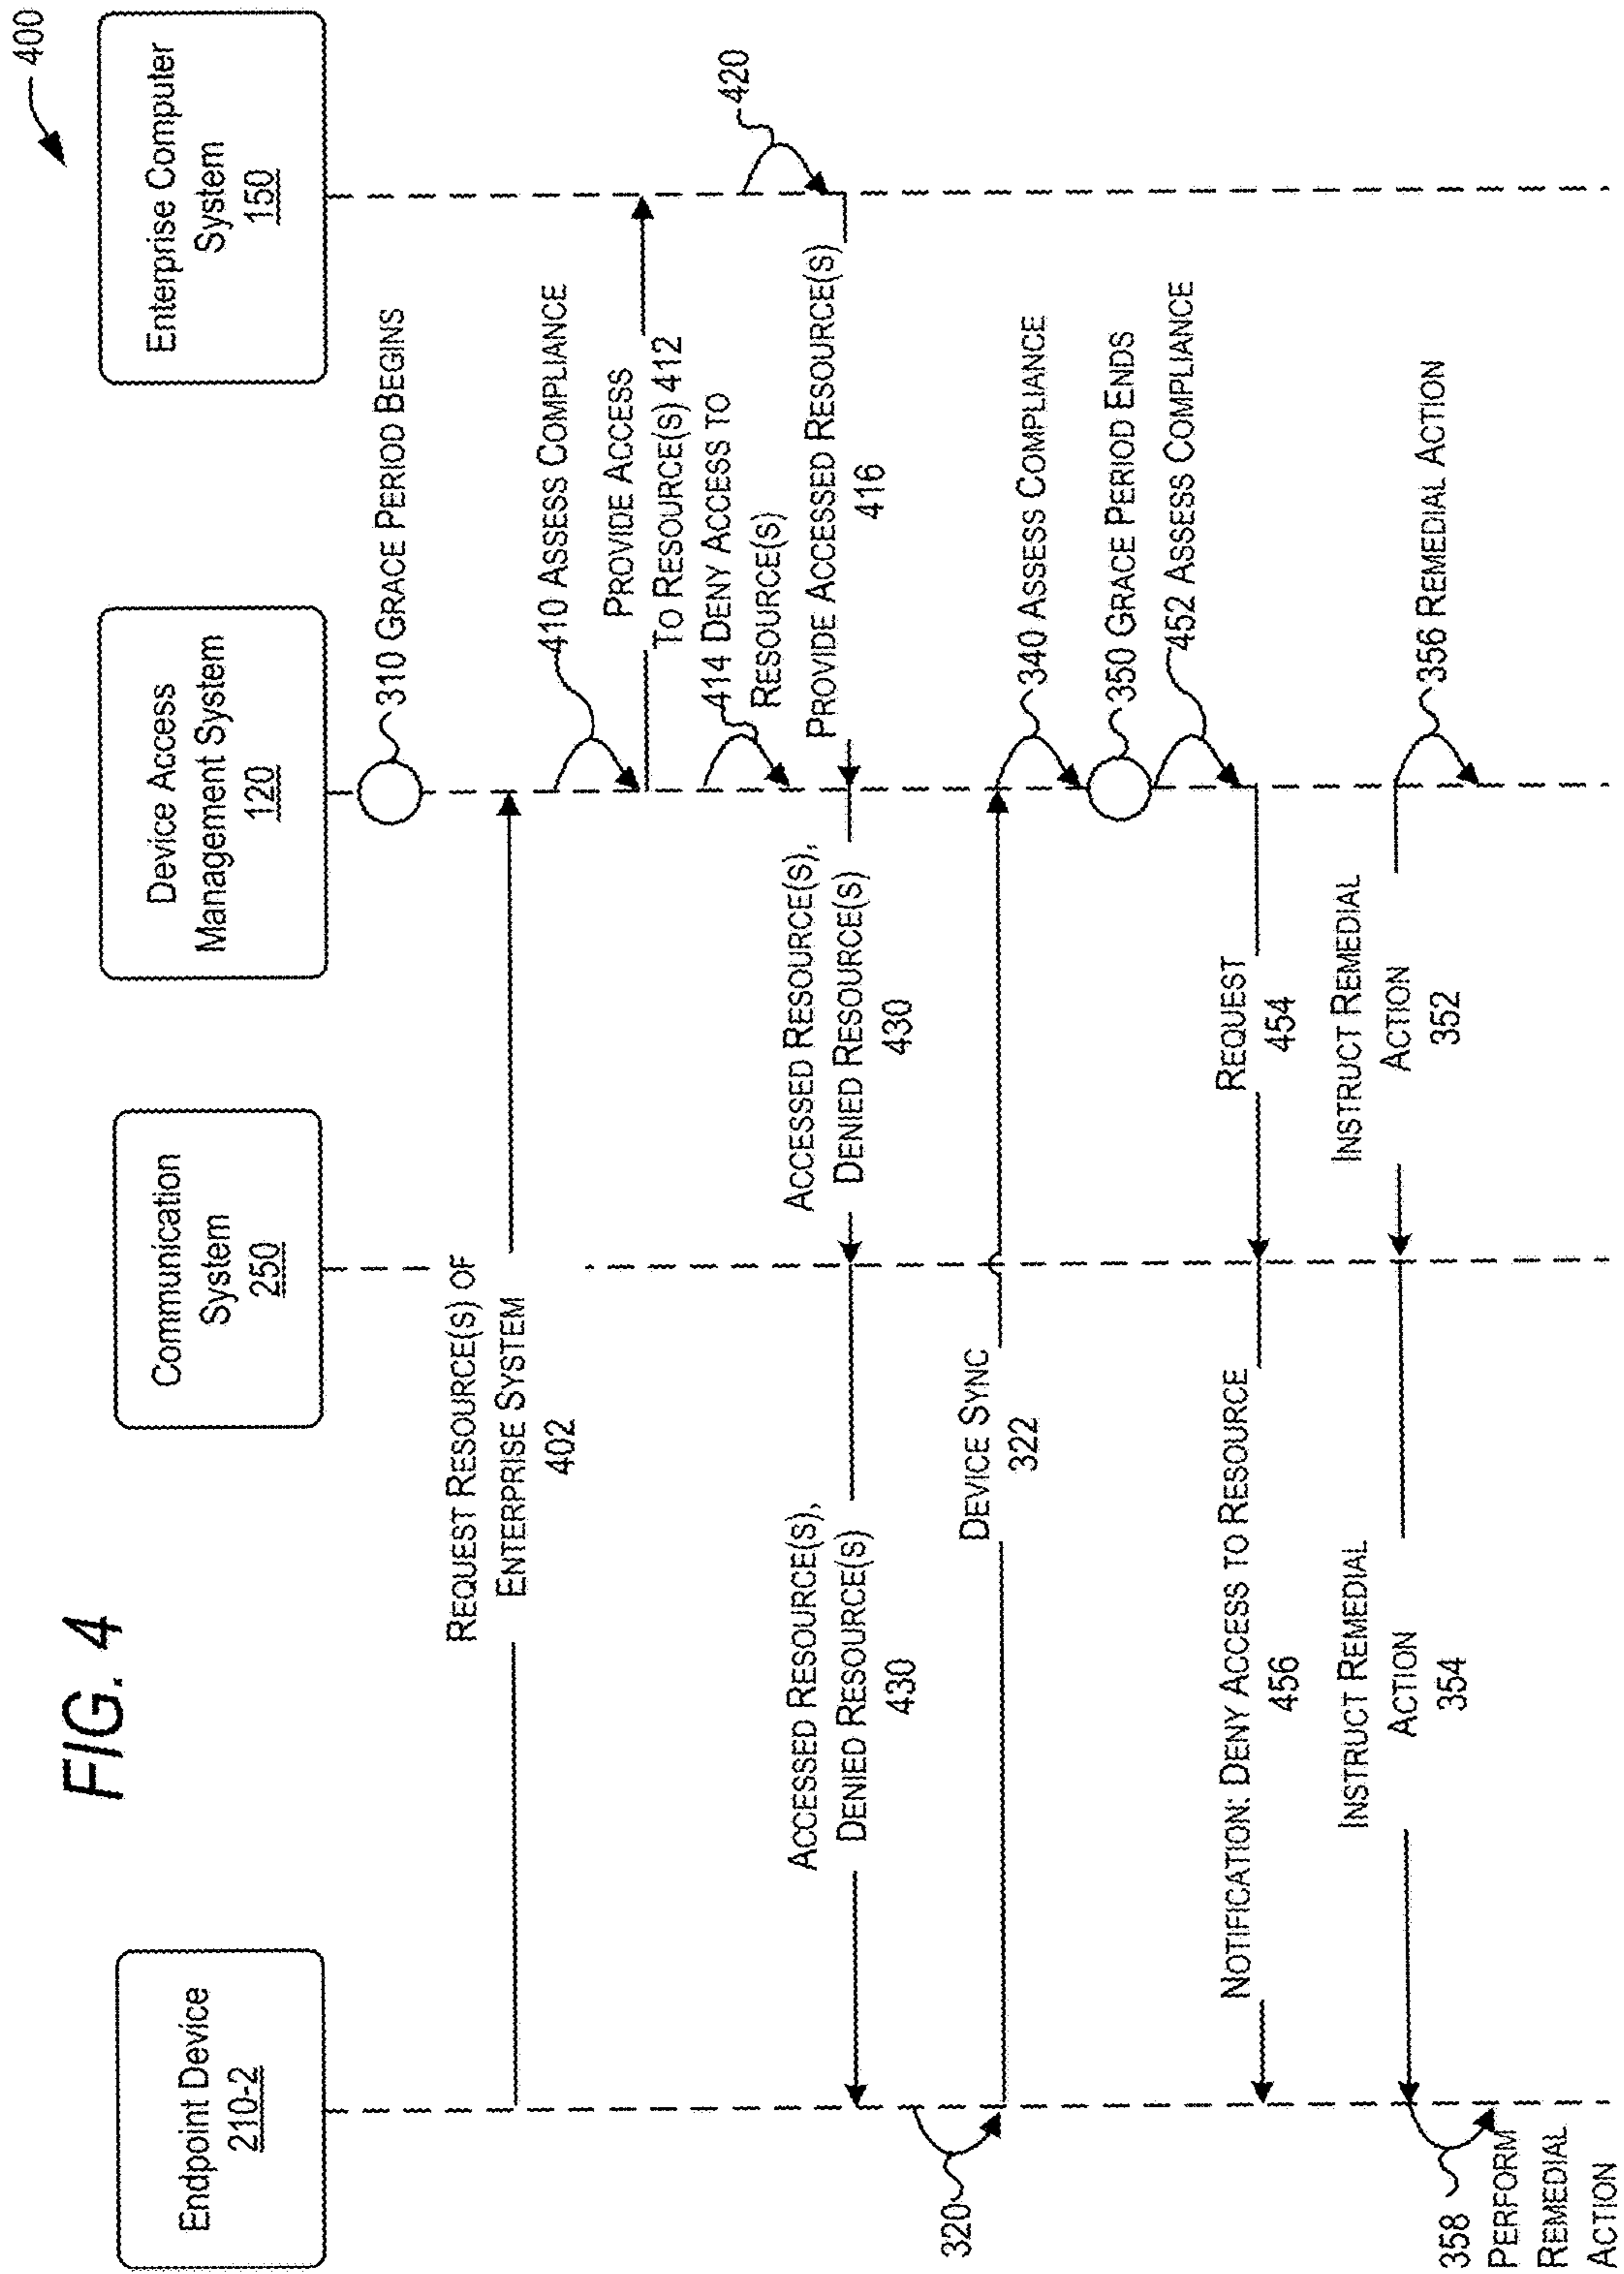 FIG. 4
400
Endpoint Device
210-2
Communication
System
250
Device Access
Management System
120
Enterprise Computer
System
150
310 GRACE PERIOD BEGINS
REQUEST RESOURCE(S) OF
ENTERPRISE SYSTEM
402
410 ASSESS COMPLIANCE
PROVIDE ACCESS
TO RESOURCE(S) 412
414 DENY ACCESS TO
RESOURCE(S)
420
PROVIDE ACCESSED RESOURCE(S)
416
ACCESSED RESOURCE(S),
DENIED RESOURCE(S)
430
ACCESSED RESOURCE(S),
DENIED RESOURCE(S)
430
320
DEVICE SYNC
322
340 ASSESS COMPLIANCE
350 GRACE PERIOD ENDS
452 ASSESS COMPLIANCE
REQUEST
454
NOTIFICATION: DENY ACCESS TO RESOURCE
456
INSTRUCT REMEDIAL
ACTION
352
INSTRUCT REMEDIAL
ACTION
354
356 REMEDIAL ACTION
358
PERFORM
REMEDIAL
ACTION